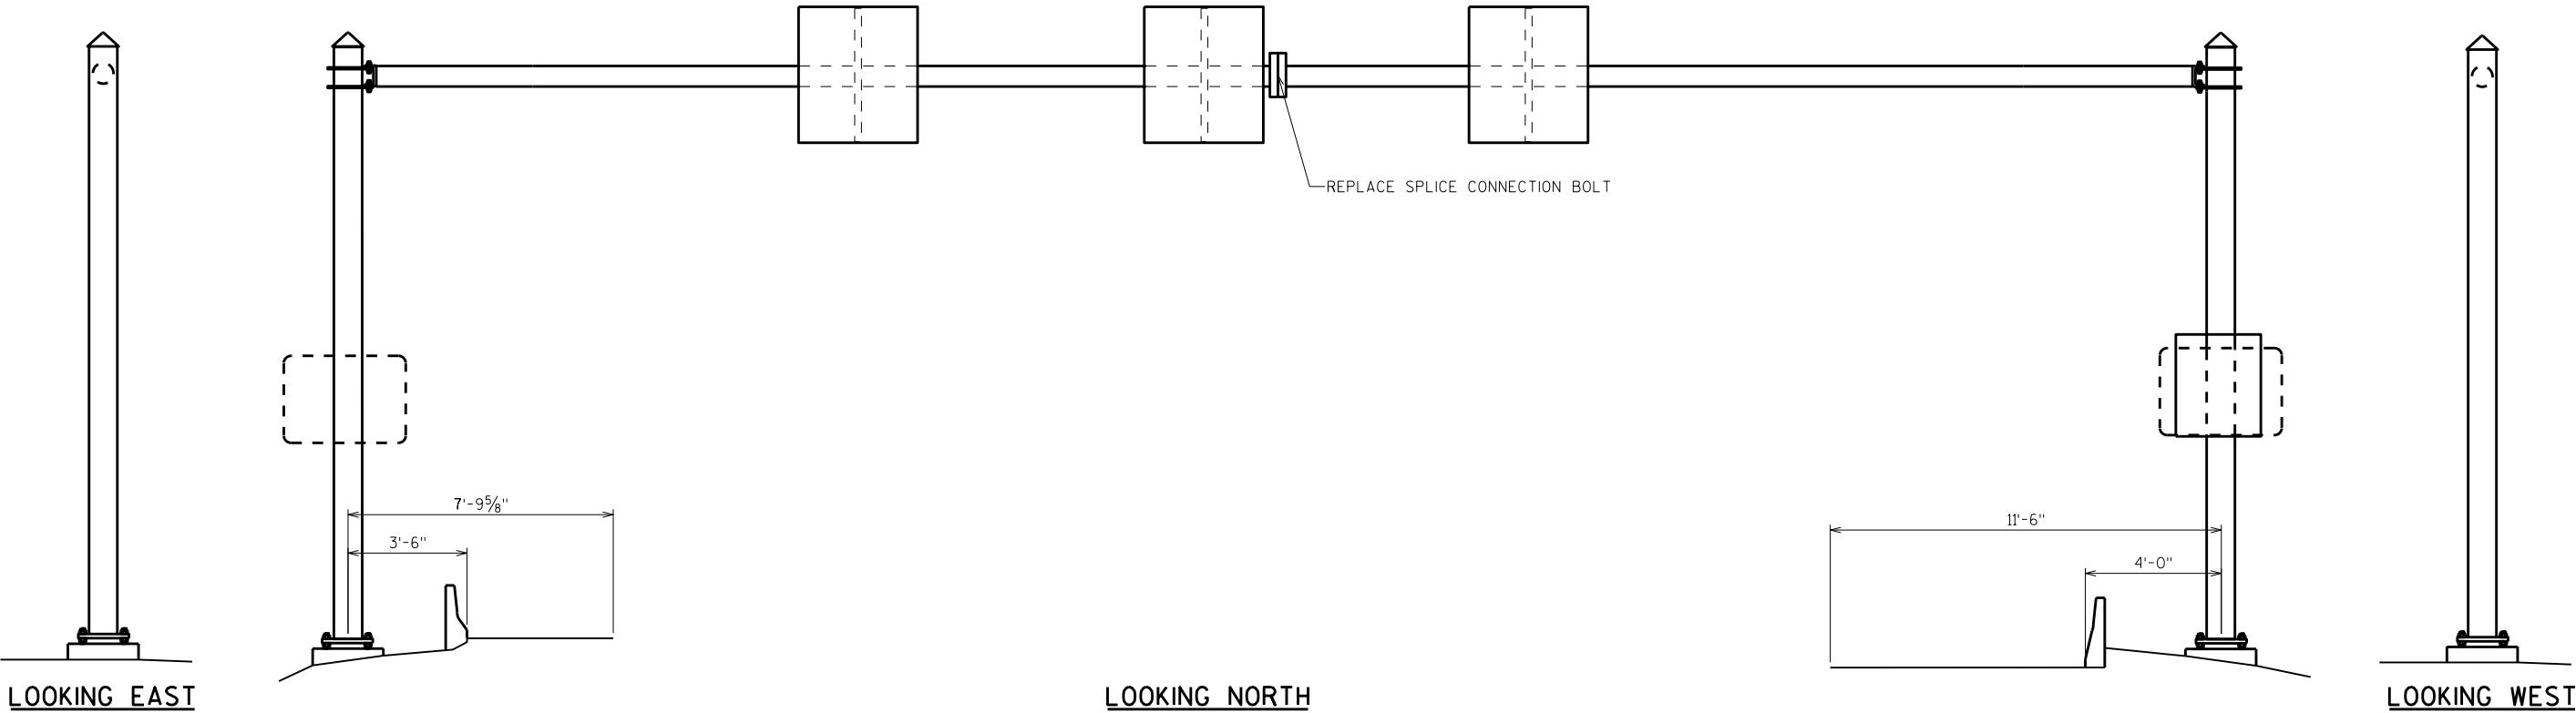 REPLACE SPLICE CONNECTION BOLT
7'-9⅝"
11'-6"
3'-6"
4'-0"
LOOKING EAST
LOOKING NORTH
LOOKING WEST